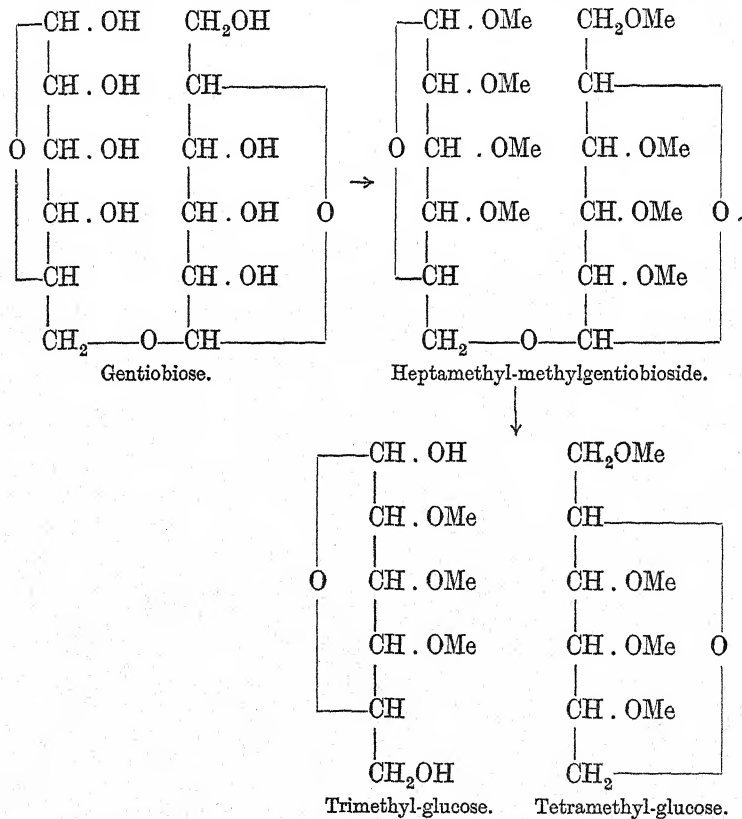 CH . OH CH₂OH CH . OMe CH₂OMe
CH . OH CH CH . OMe CH
O CH . OH CH . OH O CH . OMe CH . OMe
→
CH . OH CH . OH O CH . OMe CH. OMe O .
CH CH . OH CH CH . OMe
CH₂ O CH CH₂ O CH
Gentiobiose. Heptamethyl-methylgentiobioside.
↓
CH . OH CH₂OMe
CH . OMe CH
O CH . OMe CH . OMe
CH . OMe CH . OMe O
CH CH . OMe
CH₂OH CH₂
Trimethyl-glucose. Tetramethyl-glucose.